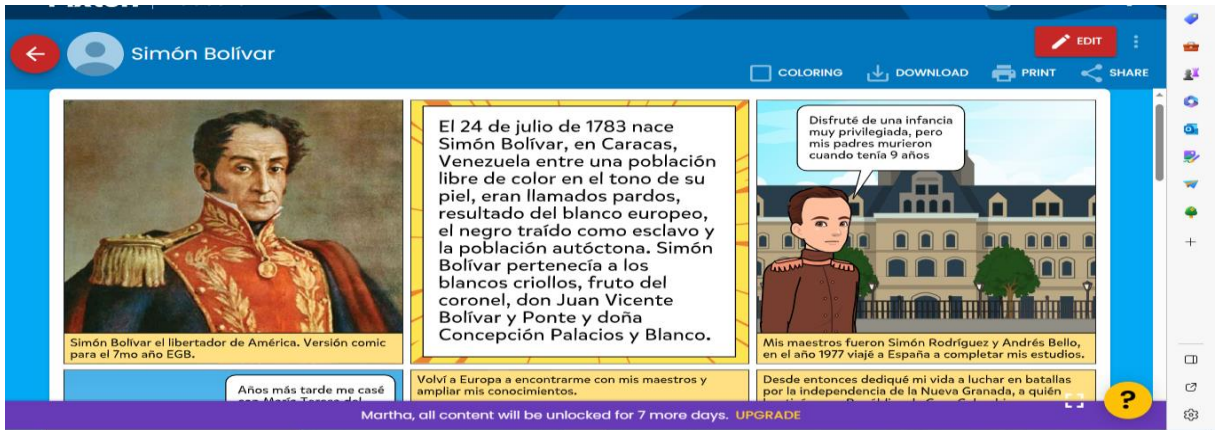 Simón Bolívar
EDIT
COLORING
DOWNLOAD
PRINT
SHARE
Simón Bolívar el libertador de América. Versión comic
para el 7mo año EGB.
El 24 de julio de 1783 nace
Simón Bolívar, en Caracas,
Venezuela entre una población
libre de color en el tono de su
piel, eran llamados pardos,
resultado del blanco europeo,
el negro traído como esclavo y
la población autóctona. Simón
Bolívar pertenecía a los
blancos criollos, fruto del
coronel, don Juan Vicente
Bolívar y Ponte y doña
Concepción Palacios y Blanco.
Disfruté de una infancia
muy privilegiada, pero
mis padres murieron
cuando tenía 9 años
Mis maestros fueron Simón Rodríguez y Andrés Bello,
en el año 1977 viajé a España a completar mis estudios.
Años más tarde me casé
Volví a Europa a encontrarme con mis maestros y
ampliar mis conocimientos.
Desde entonces dediqué mi vida a luchar en batallas
por la independencia de la Nueva Granada, a quién
Martha, all content will be unlocked for 7 more days. UPGRADE
?